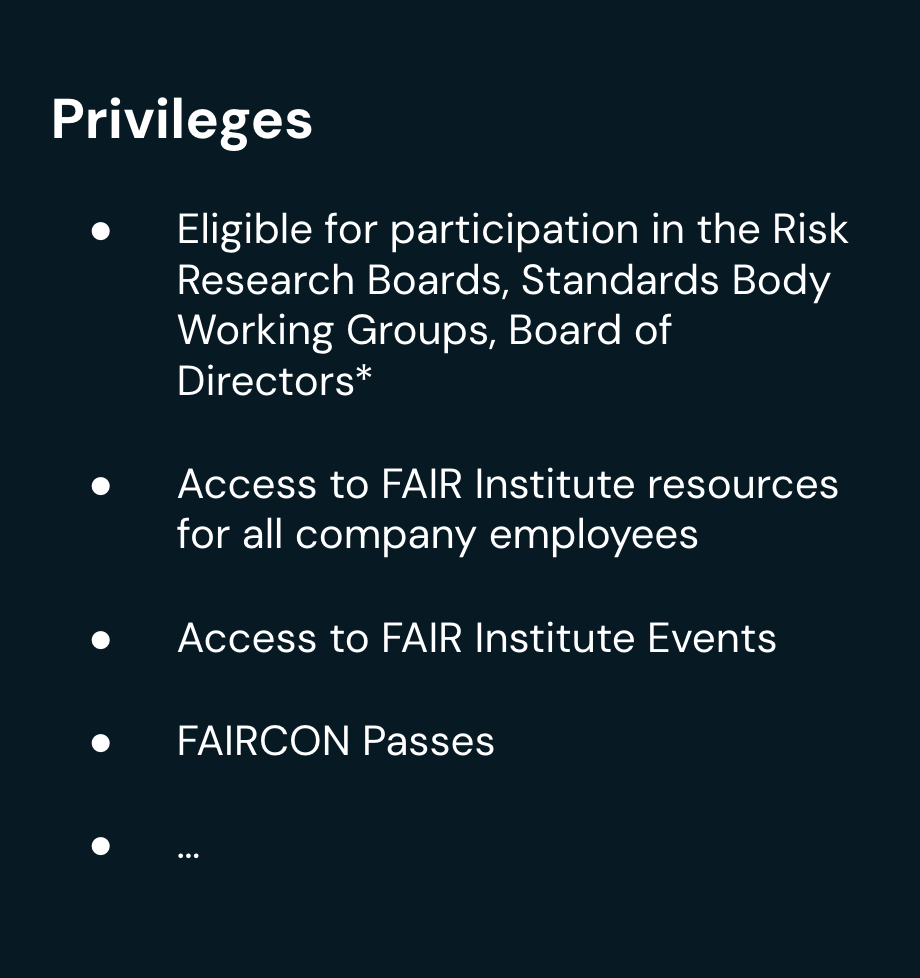 Privileges
● Eligible for participation in the Risk
Research Boards, Standards Body
Working Groups, Board of
Directors*
● Access to FAIR Institute resources
for all company employees
● Access to FAIR Institute Events
● FAIRCON Passes
● ...